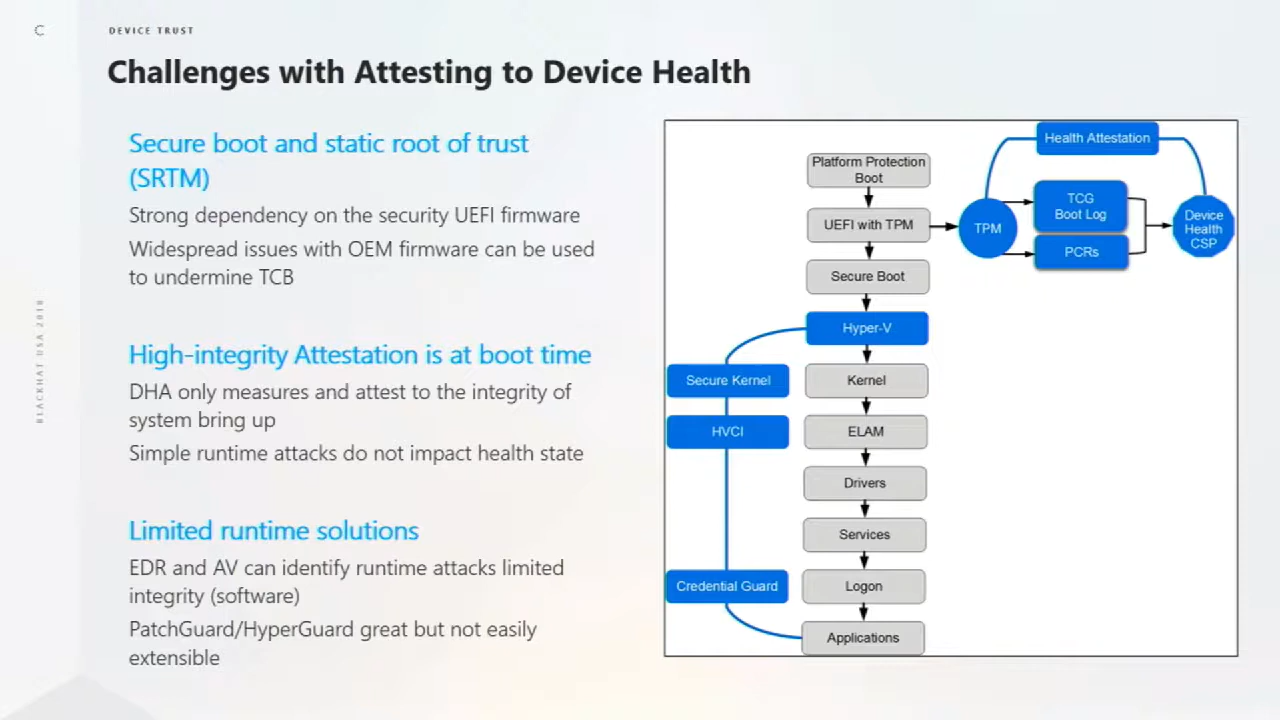 C
DEVICE TRUST
Challenges with Attesting to Device Health
Secure boot and static root of trust
(SRTM)
Strong dependency on the security UEFI firmware
Widespread issues with OEM firmware can be used
to undermine TCB
High-integrity Attestation is at boot time
DHA only measures and attest to the integrity of
system bring up
Simple runtime attacks do not impact health state
Limited runtime solutions
EDR and AV can identify runtime attacks limited
integrity (software)
PatchGuard/HyperGuard great but not easily
extensible
BLACKHAT USA 2018
Health Attestation
Platform Protection
Boot
UEFI with TPM
TPM
TCG
Boot Log
PCRs
Device
Health
CSP
Secure Boot
Hyper-V
Secure Kernel
Kernel
HVCI
ELAM
Drivers
Services
Credential Guard
Logon
Applications